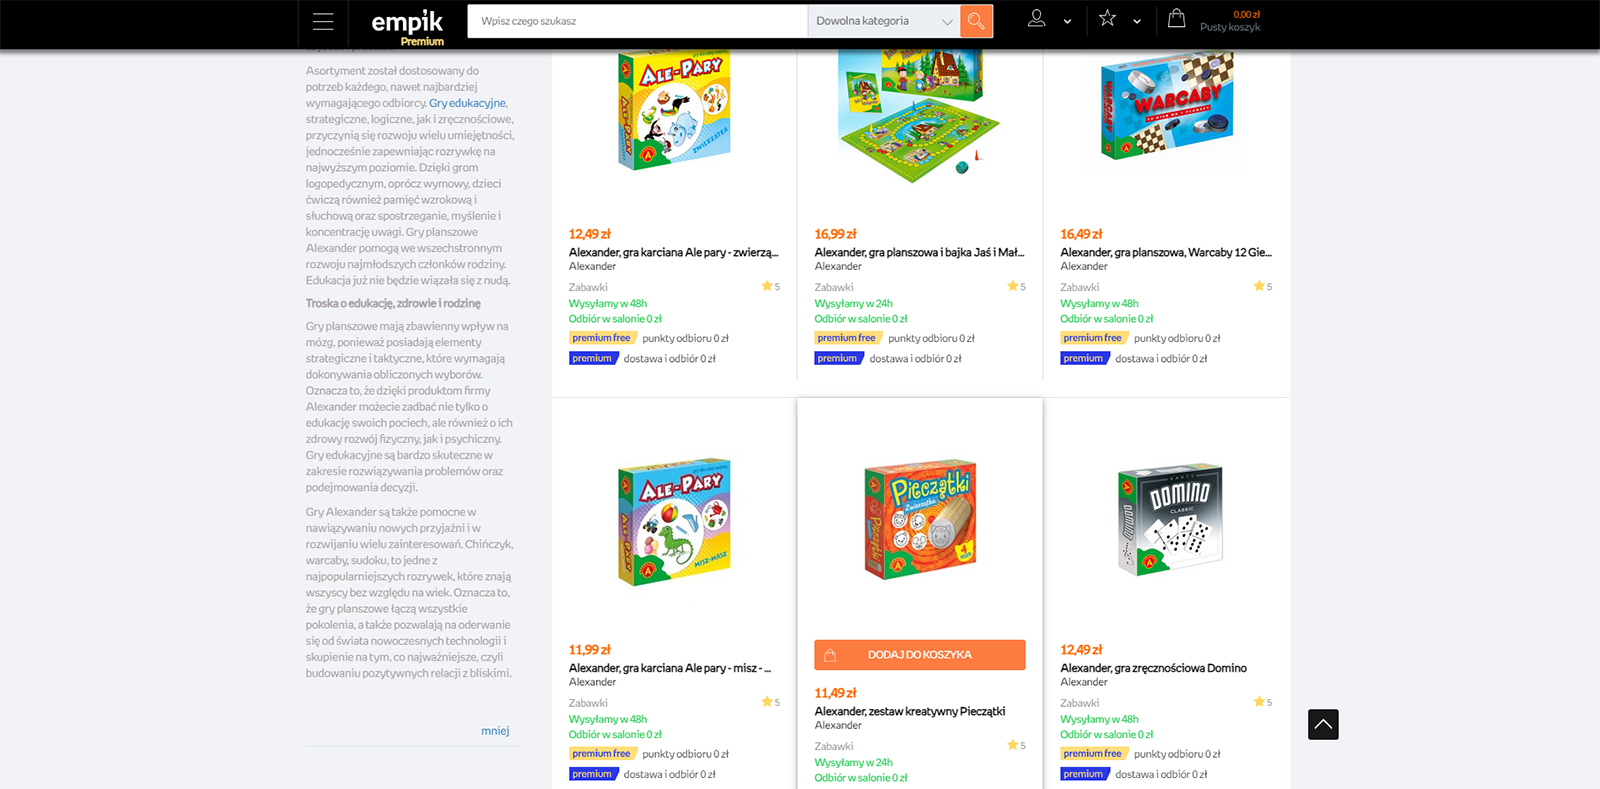 empik
Premium
Wpisz czego szukasz
Dowolna kategoria
0,00 zł
Pusty koszyk
Asortyment został dostosowany do
potrzeb każdego, nawet najbardziej
wymagającego odbiorcy. Gry edukacyjne,
strategiczne, logiczne, jak i zręcznościowe,
przyczynią się rozwoju wielu umiejętności,
jednocześnie zapewniając rozrywkę na
najwyższym poziomie. Dzięki grom
logopedycznym, oprócz wymowy, dzieci
ćwiczą również pamięć wzrokową i
słuchową oraz spostrzeganie, myślenie i
koncentrację uwagi. Gry planszowe
Alexander pomogą we wszechstronnym
rozwoju najmłodszych członków rodziny.
Edukacja już nie będzie wiązała się z nudą.
Troska o edukację, zdrowie i rodzinę
Gry planszowe mają zbawienny wpływ na
mózg, ponieważ posiadają elementy
strategiczne i taktyczne, które wymagają
dokonywania obliczonych wyborów.
Oznacza to, że dzięki produktom firmy
Alexander możecie zadbać nie tylko o
edukację swoich pociech, ale również o ich
zdrowy rozwój fizyczny, jak i psychiczny.
Gry edukacyjne są bardzo skuteczne w
zakresie rozwiązywania problemów oraz
podejmowania decyzji.
Gry Alexander są także pomocne w
nawiązywaniu nowych przyjaźni i w
rozwijaniu wielu zainteresowań. Chińczyk,
warcaby, sudoku, to jedne z
najpopularniejszych rozrywek, które znają
wszyscy bez względu na wiek. Oznacza to,
że gry planszowe łączą wszystkie
pokolenia, a także pozwalają na oderwanie
się od świata nowoczesnych technologii i
skupienie na tym, co najważniejsze, czyli
budowaniu pozytywnych relacji z bliskimi.
mniej
ALE-PARY
ALE-PARY
ZWIERZĄTKA
12,49 zł
Alexander, gra karciana Ale pary - zwierzą...
Alexander
Zabawki
5
Wysyłamy w 48h
Odbiór w salonie 0 zł
premium free punkty odbioru 0 zł
premium dostawa i odbiór 0 zł
16,99 zł
Alexander, gra planszowa i bajka Jaś i Mał...
Alexander
Zabawki
5
Wysyłamy w 24h
Odbiór w salonie 0 zł
premium free punkty odbioru 0 zł
premium dostawa i odbiór 0 zł
WARCABY
WARCABY
16,49 zł
Alexander, gra planszowa, Warcaby 12 Gie...
Alexander
Zabawki
5
Wysyłamy w 48h
Odbiór w salonie 0 zł
premium free punkty odbioru 0 zł
premium dostawa i odbiór 0 zł
ALE-PARY
ALE-PARY
MISZ-MASZ
11,99 zł
Alexander, gra karciana Ale pary - misz - ...
Alexander
Zabawki
5
Wysyłamy w 48h
Odbiór w salonie 0 zł
premium free punkty odbioru 0 zł
premium dostawa i odbiór 0 zł
Pieczątki
Zwierzątka
Pieczątki
4
DODAJ DO KOSZYKA
11,49 zł
Alexander, zestaw kreatywny Pieczątki
Alexander
Zabawki
5
Wysyłamy w 24h
Odbiór w salonie 0 zł
DOMINO
CLASSIC
DOMINO
12,49 zł
Alexander, gra zręcznościowa Domino
Alexander
Zabawki
5
Wysyłamy w 48h
Odbiór w salonie 0 zł
premium free punkty odbioru 0 zł
premium dostawa i odbiór 0 zł